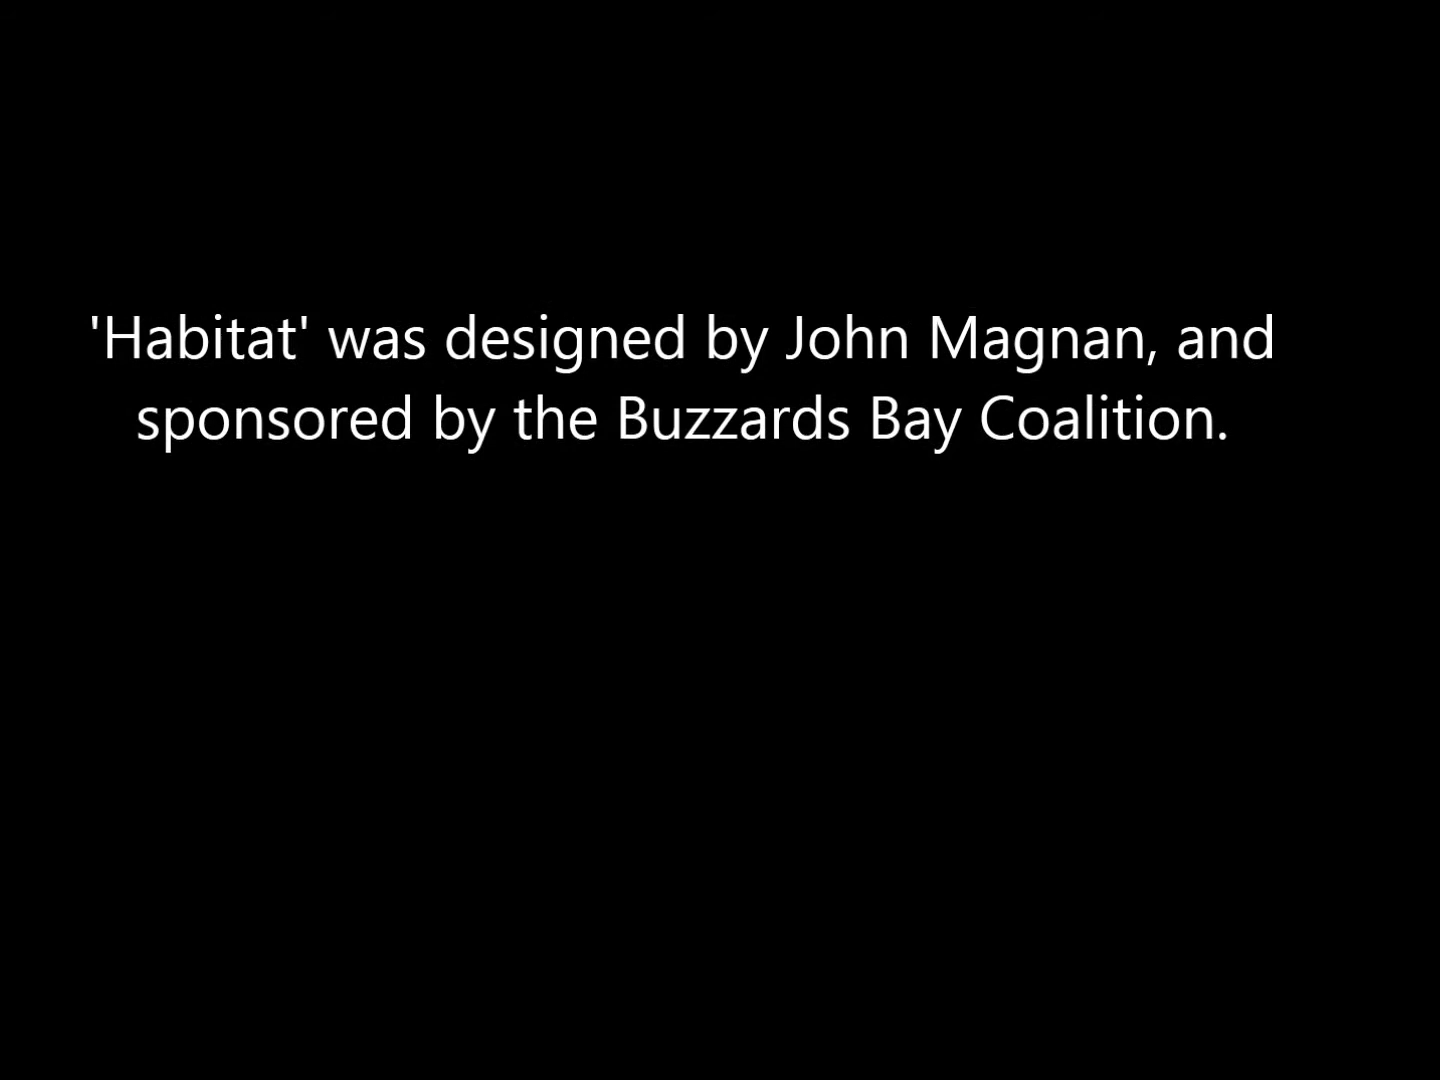 'Habitat' was designed by John Magnan, and
sponsored by the Buzzards Bay Coalition.